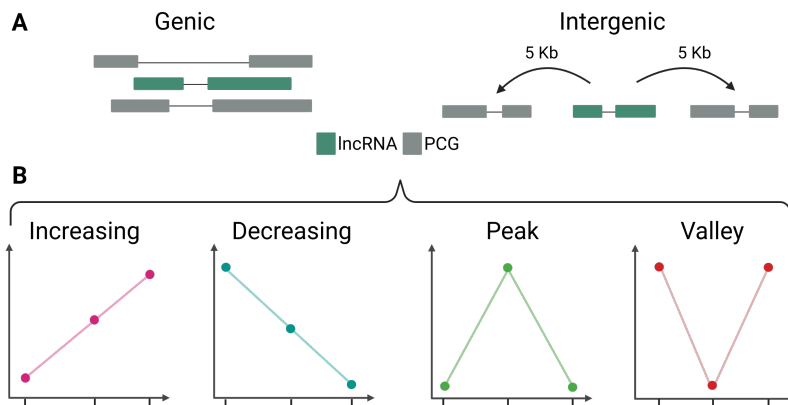 A
Genic
Intergenic
5 Kb
5 Kb
lncRNA
PCG
B
Increasing
Decreasing
Peak
Valley